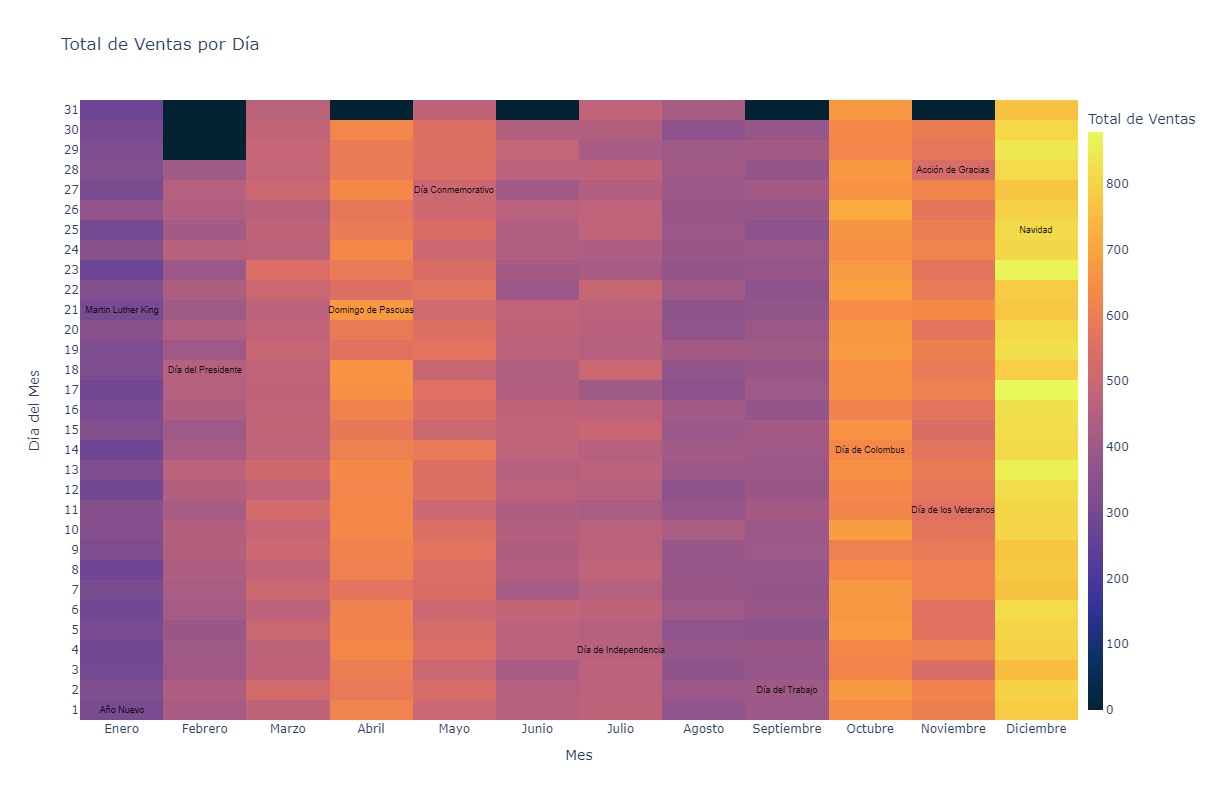 Total de Ventas por Día
Total de Ventas
31
30
29
28
27
26
25
24
23
22
21
20
19
18
17
16
15
14
13
12
11
10
9
8
7
6
5
4
3
2
1
Día del Mes
Acción de Gracias
Día Conmemorativo
Navidad
Martin Luther King
Domingo de Pascuas
Día del Presidente
Día de Colombus
Día de los Veteranos
Día de Independencia
Día del Trabajo
Año Nuevo
800
700
600
500
400
300
200
100
0
Enero Febrero Marzo Abril Mayo Junio Julio Agosto Septiembre Octubre Noviembre Diciembre
Mes